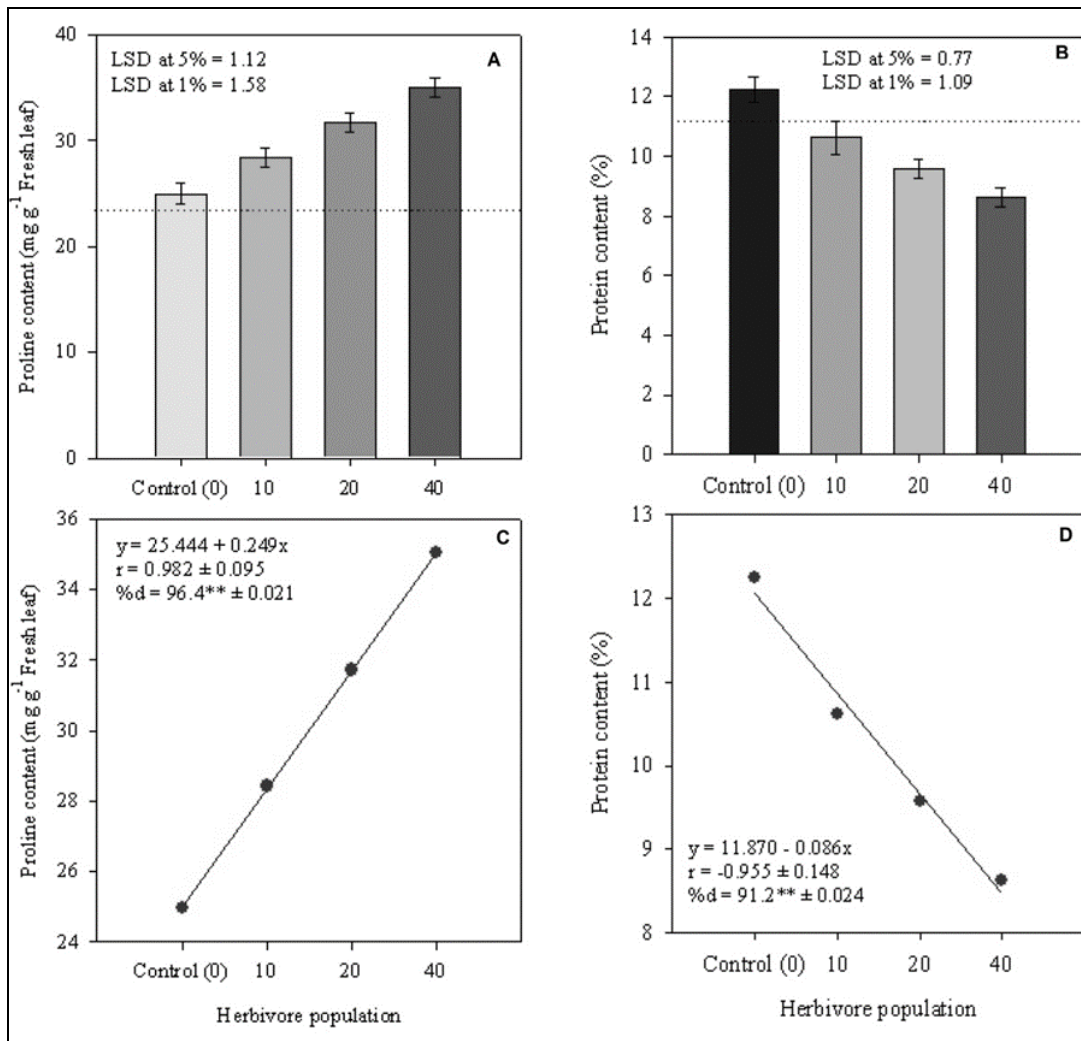 A
LSD at 5% = 1.12
LSD at 1% = 1.58
Proline content (mg g⁻¹ Fresh leaf)
40
30
20
10
0
Control (0) 10 20 40
B
LSD at 5% = 0.77
LSD at 1% = 1.09
Protein content (%)
14
12
10
8
6
4
2
0
Control (0) 10 20 40
C
y = 25.444 + 0.249x
r = 0.982 ± 0.095
%d = 96.4** ± 0.021
Proline content (mg g⁻¹ Fresh leaf)
36
34
32
30
28
26
24
Control (0) 10 20 40
Herbivore population
D
Protein content (%)
13
12
11
10
9
8
y = 11.870 - 0.086x
r = -0.955 ± 0.148
%d = 91.2** ± 0.024
Control (0) 10 20 40
Herbivore population